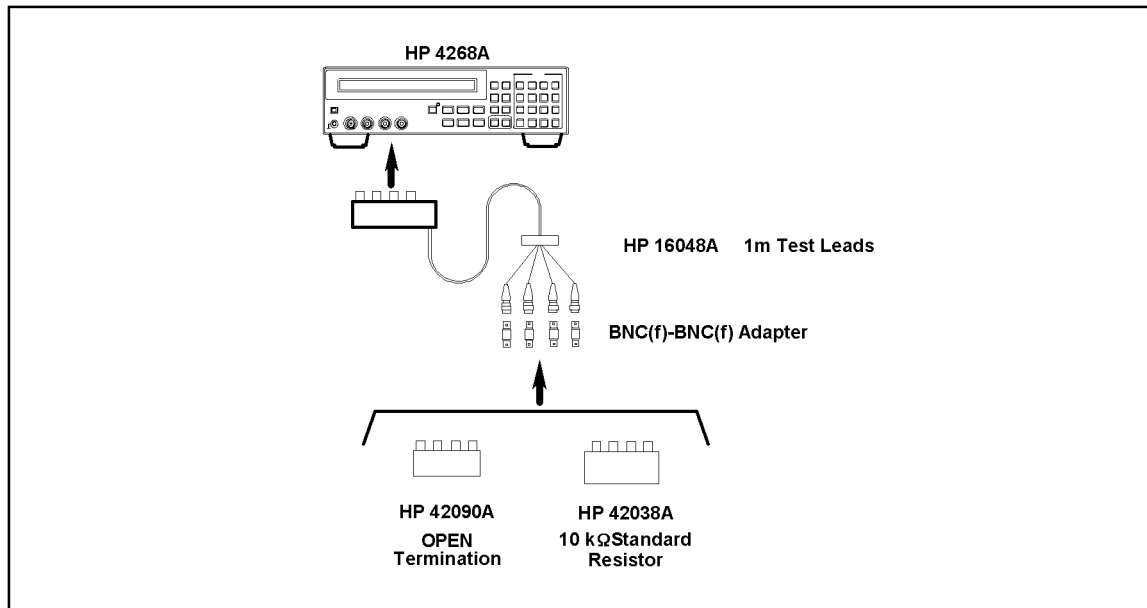 HP 4268A
HP 16048A 1m Test Leads
BNC(f)-BNC(f) Adapter
HP 42090A
OPEN
Termination
HP 42038A
10 kΩStandard
Resistor